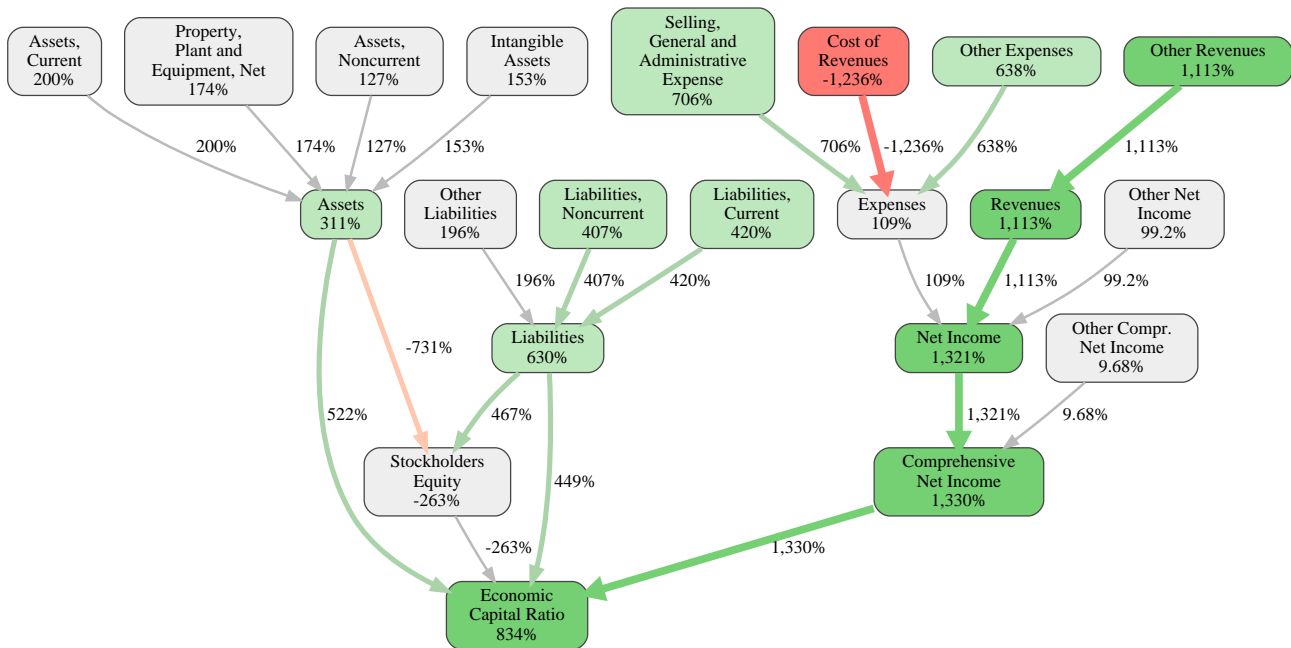 Assets,
Current
200%
Property,
Plant and
Equipment, Net
174%
Assets,
Noncurrent
127%
Intangible
Assets
153%
Selling,
General and
Administrative
Expense
706%
Cost of
Revenues
-1,236%
Other Expenses
638%
Other Revenues
1,113%
200%
174%
127%
153%
706%
-1,236%
638%
1,113%
Assets
311%
Other
Liabilities
196%
Liabilities,
Noncurrent
407%
Liabilities,
Current
420%
Expenses
109%
Revenues
1,113%
Other Net
Income
99.2%
196%
407%
420%
109%
1,113%
99.2%
-731%
Liabilities
630%
Net Income
1,321%
Other Compr.
Net Income
9.68%
522%
467%
1,321%
9.68%
Stockholders
Equity
-263%
449%
Comprehensive
Net Income
1,330%
-263%
1,330%
Economic
Capital Ratio
834%